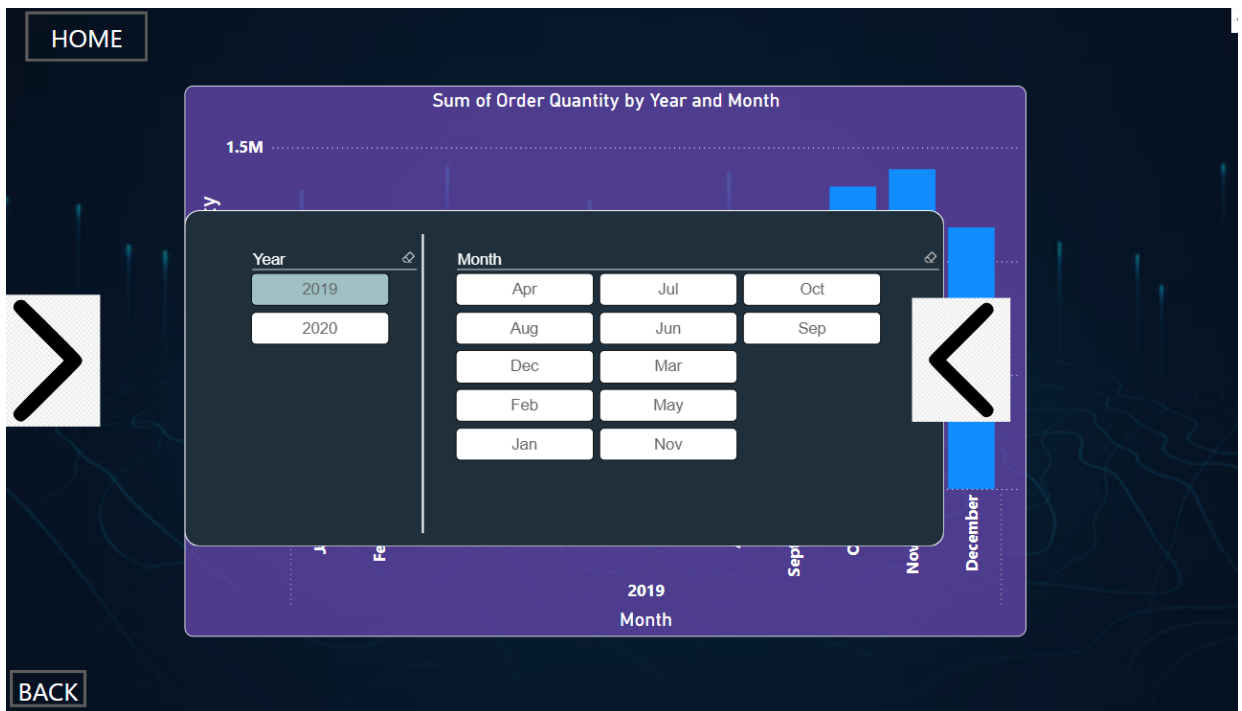 HOME
Sum of Order Quantity by Year and Month
1.5M
Year
Month
2019
Apr
Jul
Oct
2020
Aug
Jun
Sep
Dec
Mar
Feb
May
Jan
Nov
December
2019
Month
BACK